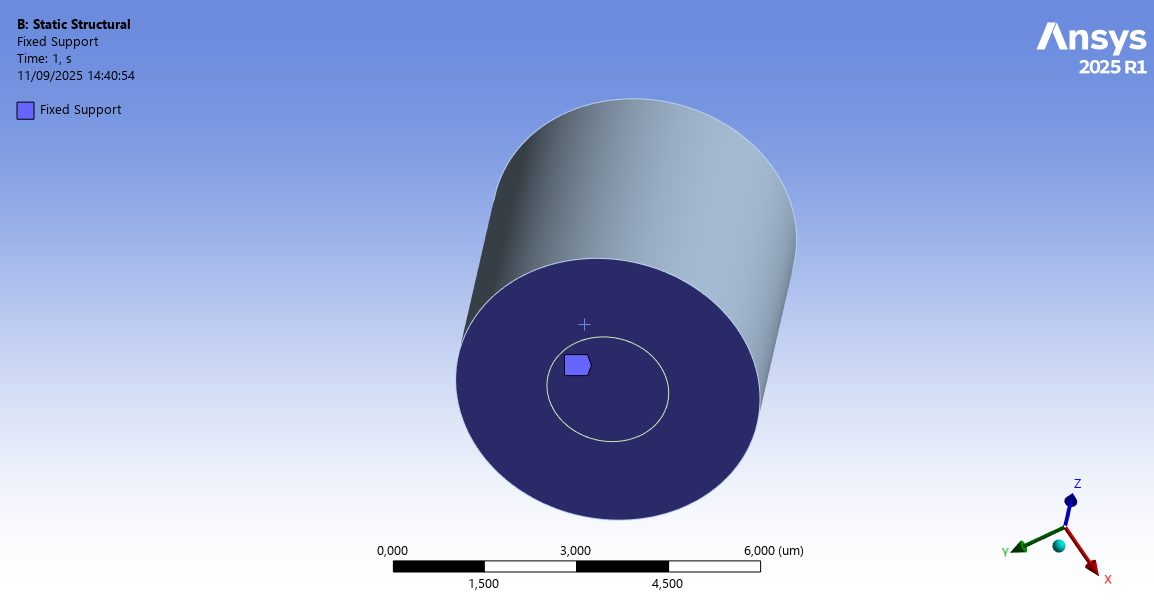 B: Static Structural
Fixed Support
Time: 1, s
11/09/2025 14:40:54
Fixed Support
Ansys
2025 R1
0,000 3,000 6,000 (um)
1,500 4,500
Z
Y
X